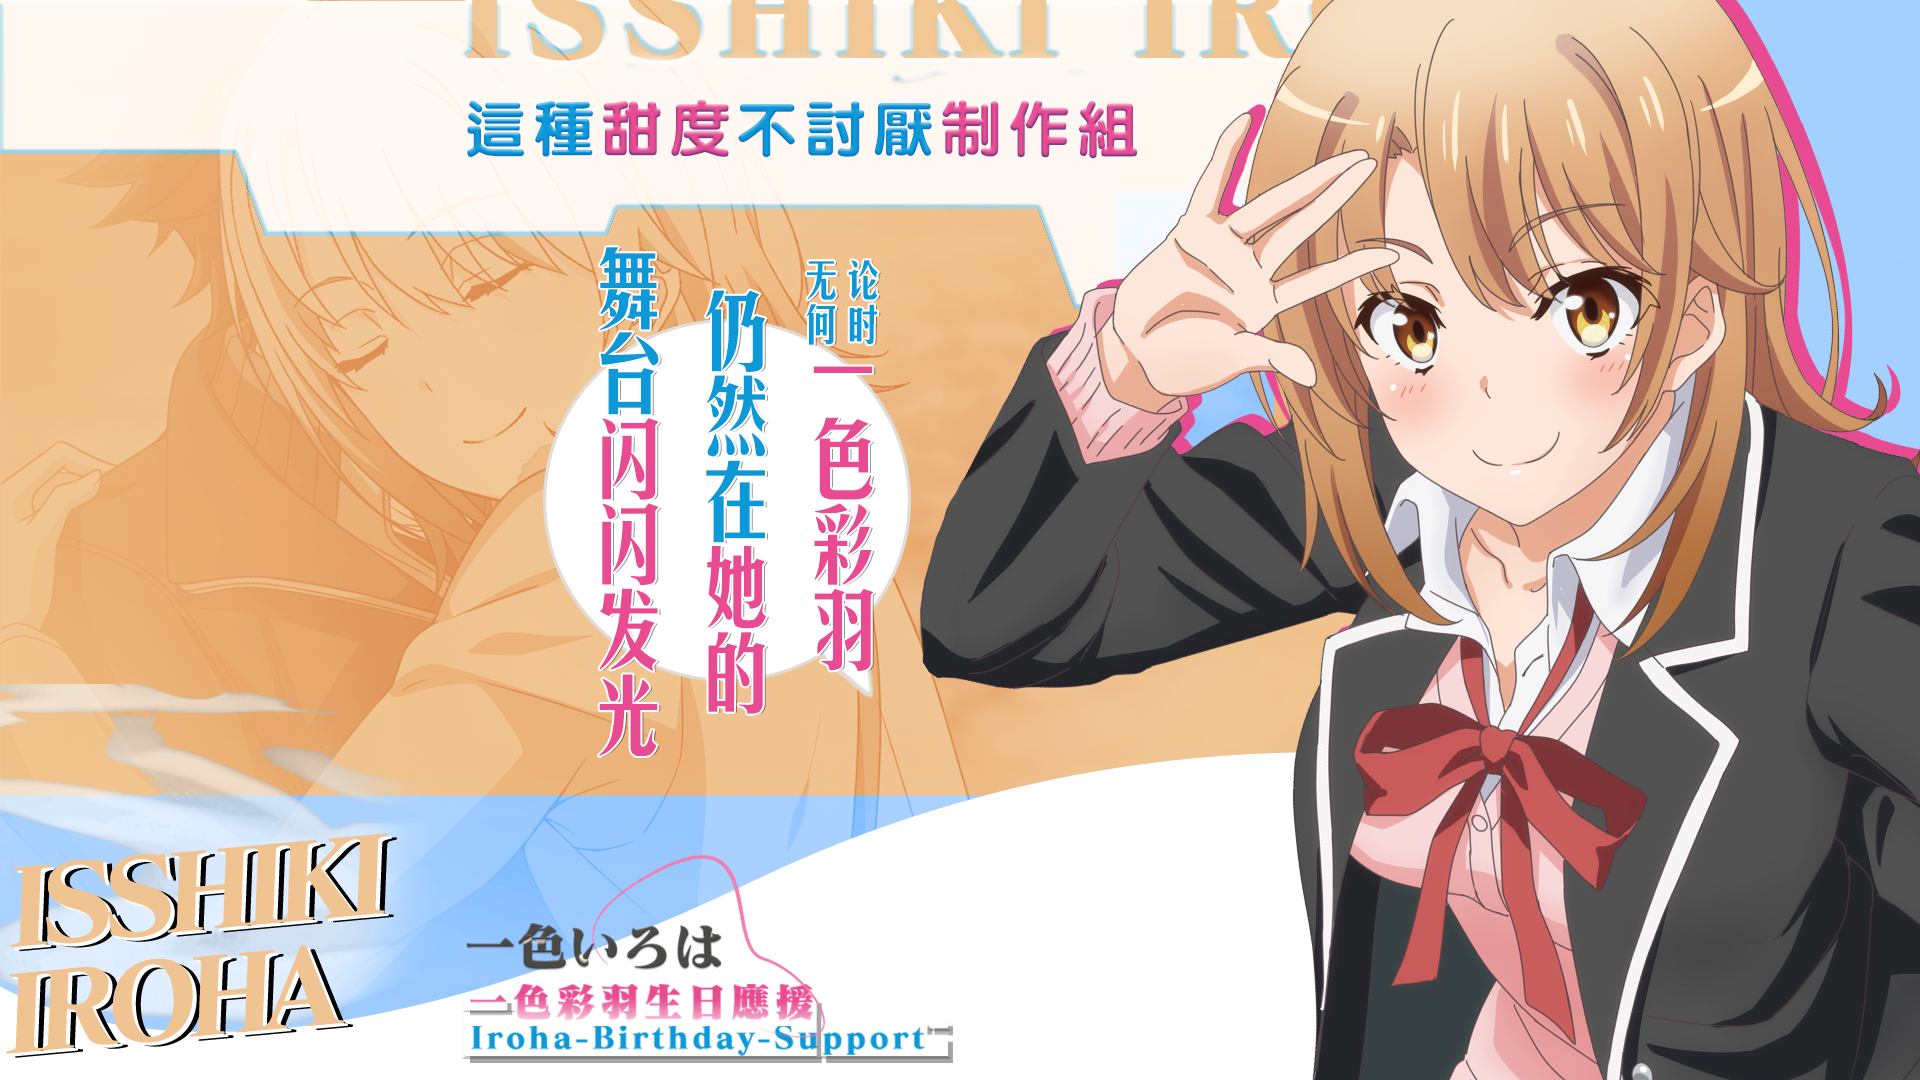 ISSHIKI IR
這種甜度不討厭制作組
无论何时
一色彩羽
仍然在她的
舞台闪闪发光
ISSHIKI
IROHA
一色いろは
一色彩羽生日應援
Iroha-Birthday-Support